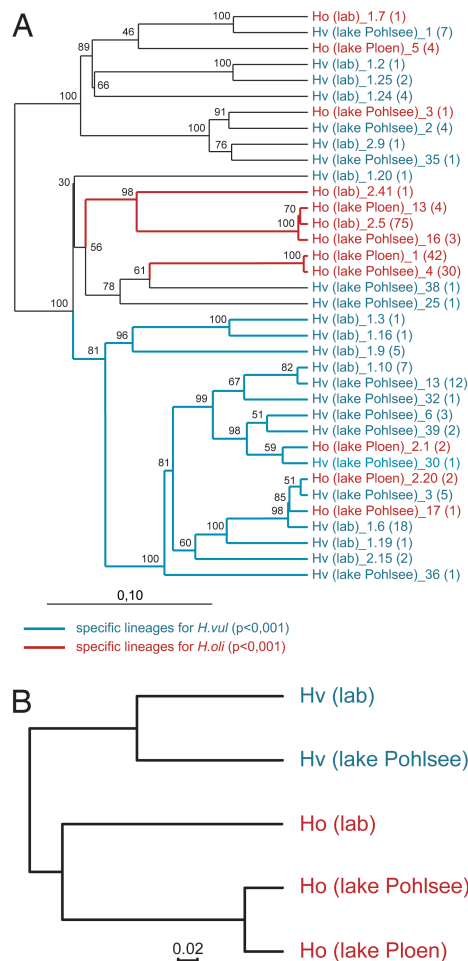 A
Ho (lab)_1.7 (1)
100
Hv (lake Pohlsee)_1 (7)
46
Ho (lake Ploen)_5 (4)
89
Hv (lab)_1.2 (1)
100
Hv (lab)_1.25 (2)
66
Hv (lab)_1.24 (4)
100
Ho (lake Pohlsee)_3 (1)
91
Hv (lake Pohlsee)_2 (4)
100
Hv (lab)_2.9 (1)
76
Hv (lake Pohlsee)_35 (1)
Hv (lab)_1.20 (1)
30
Ho (lab)_2.41 (1)
98
Ho (lake Ploen)_13 (4)
70
Ho (lab)_2.5 (75)
100
Ho (lake Pohlsee)_16 (3)
56
Ho (lake Ploen)_1 (42)
100
Ho (lake Pohlsee)_4 (30)
61
Hv (lake Pohlsee)_38 (1)
78
Hv (lake Pohlsee)_25 (1)
100
Hv (lab)_1.3 (1)
100
Hv (lab)_1.16 (1)
96
Hv (lab)_1.9 (5)
81
Hv (lab)_1.10 (7)
82
Hv (lake Pohlsee)_13 (12)
67
Hv (lake Pohlsee)_32 (1)
99
Hv (lake Pohlsee)_6 (3)
51
Hv (lake Pohlsee)_39 (2)
98
Ho (lake Ploen)_2.1 (2)
59
Hv (lake Pohlsee)_30 (1)
81
Ho (lake Ploen)_2.20 (2)
51
Hv (lake Pohlsee)_3 (5)
85
Ho (lake Pohlsee)_17 (1)
98
Hv (lab)_1.6 (18)
100
Hv (lab)_1.19 (1)
60
Hv (lab)_2.15 (2)
100
Hv (lake Pohlsee)_36 (1)
0,10
specific lineages for H.vul (p<0,001)
specific lineages for H.oli (p<0,001)
B
Hv (lab)
Hv (lake Pohlsee)
Ho (lab)
Ho (lake Pohlsee)
Ho (lake Ploen)
0.02